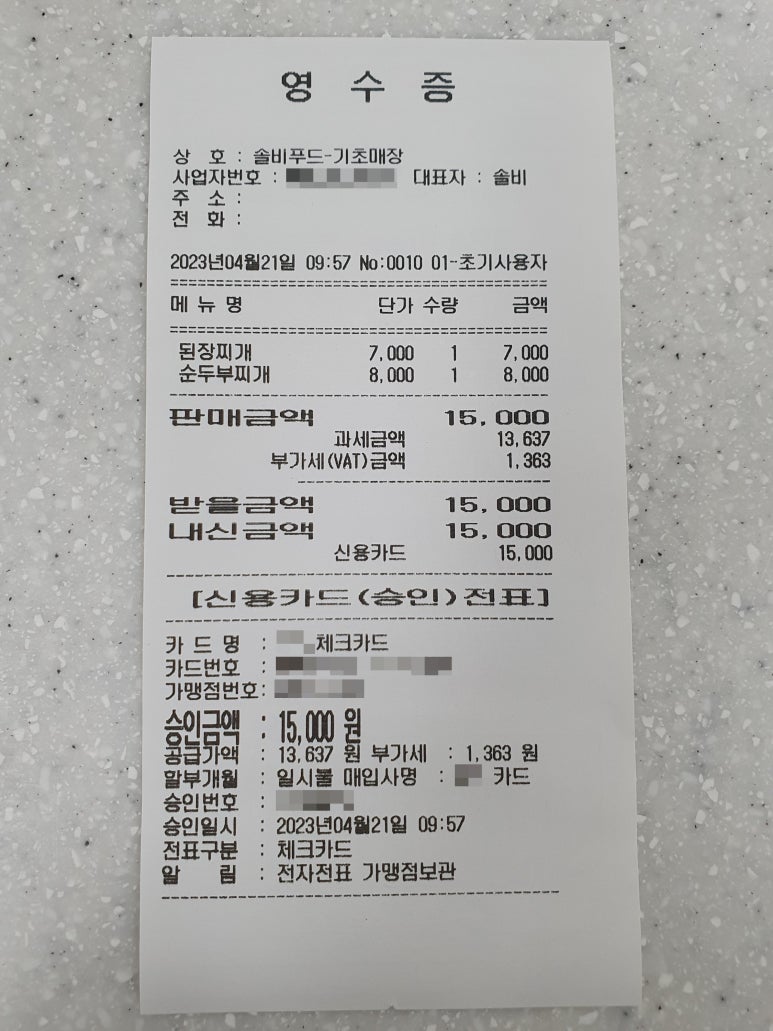 영 수 증
상 호 : 솔비푸드-기초매장
사업자번호 : 대표자 : 솔비
주 소 :
전 화 :
2023년04월21일 09:57 No:0010 01-초기사용자
================================================
메 뉴 명 단가 수량 금액
================================================
된장찌개 7,000 1 7,000
순두부찌개 8,000 1 8,000
------------------------------------------------
판매금액 15,000
과세금액 13,637
부가세(VAT)금액 1,363
--------------------------------
받을금액 15,000
내신금액 15,000
신용카드 15,000
------------------------------------------------
[신용카드(승인)전표]
------------------------------------------------
카 드 명 : 체크카드
카드번호 :
가맹점번호:
승인금액 : 15,000 원
공급가액 : 13,637 원 부가세 : 1,363 원
할부개월 : 일시불 매입사명 : 카드
승인번호 :
승인일시 : 2023년04월21일 09:57
전표구분 : 체크카드
알 림 : 전자전표 가맹점보관
------------------------------------------------